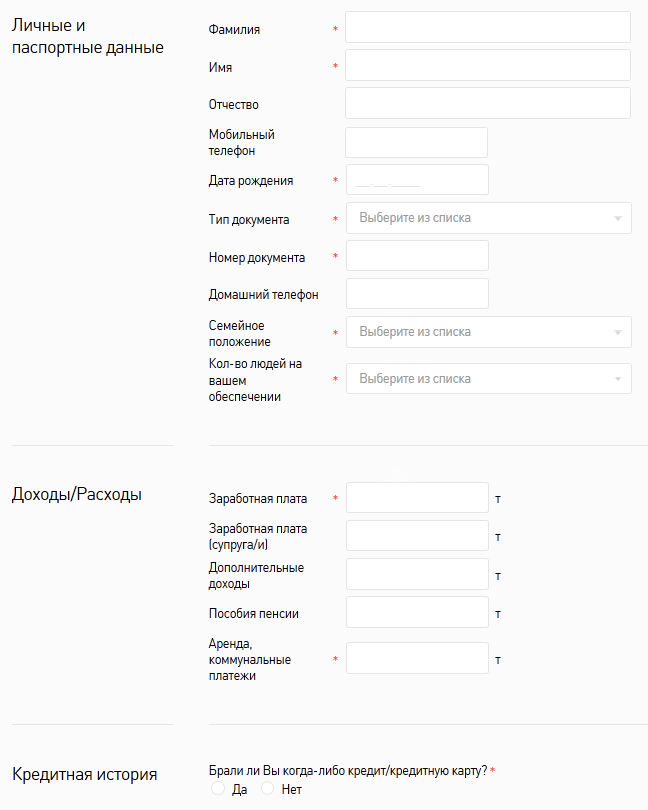 Личные и
паспортные данные
Фамилия *
Имя *
Отчество
Мобильный
телефон
Дата рождения * __.__.____
Тип документа * Выберите из списка
Номер документа *
Домашний телефон
Семейное
положение * Выберите из списка
Кол-во людей на
вашем
обеспечении * Выберите из списка
Доходы/Расходы
Заработная плата * т
Заработная плата
(супруга/и) т
Дополнительные
доходы т
Пособия пенсии т
Аренда,
коммунальные
платежи * т
Кредитная история
Брали ли Вы когда-либо кредит/кредитную карту? *
Да Нет